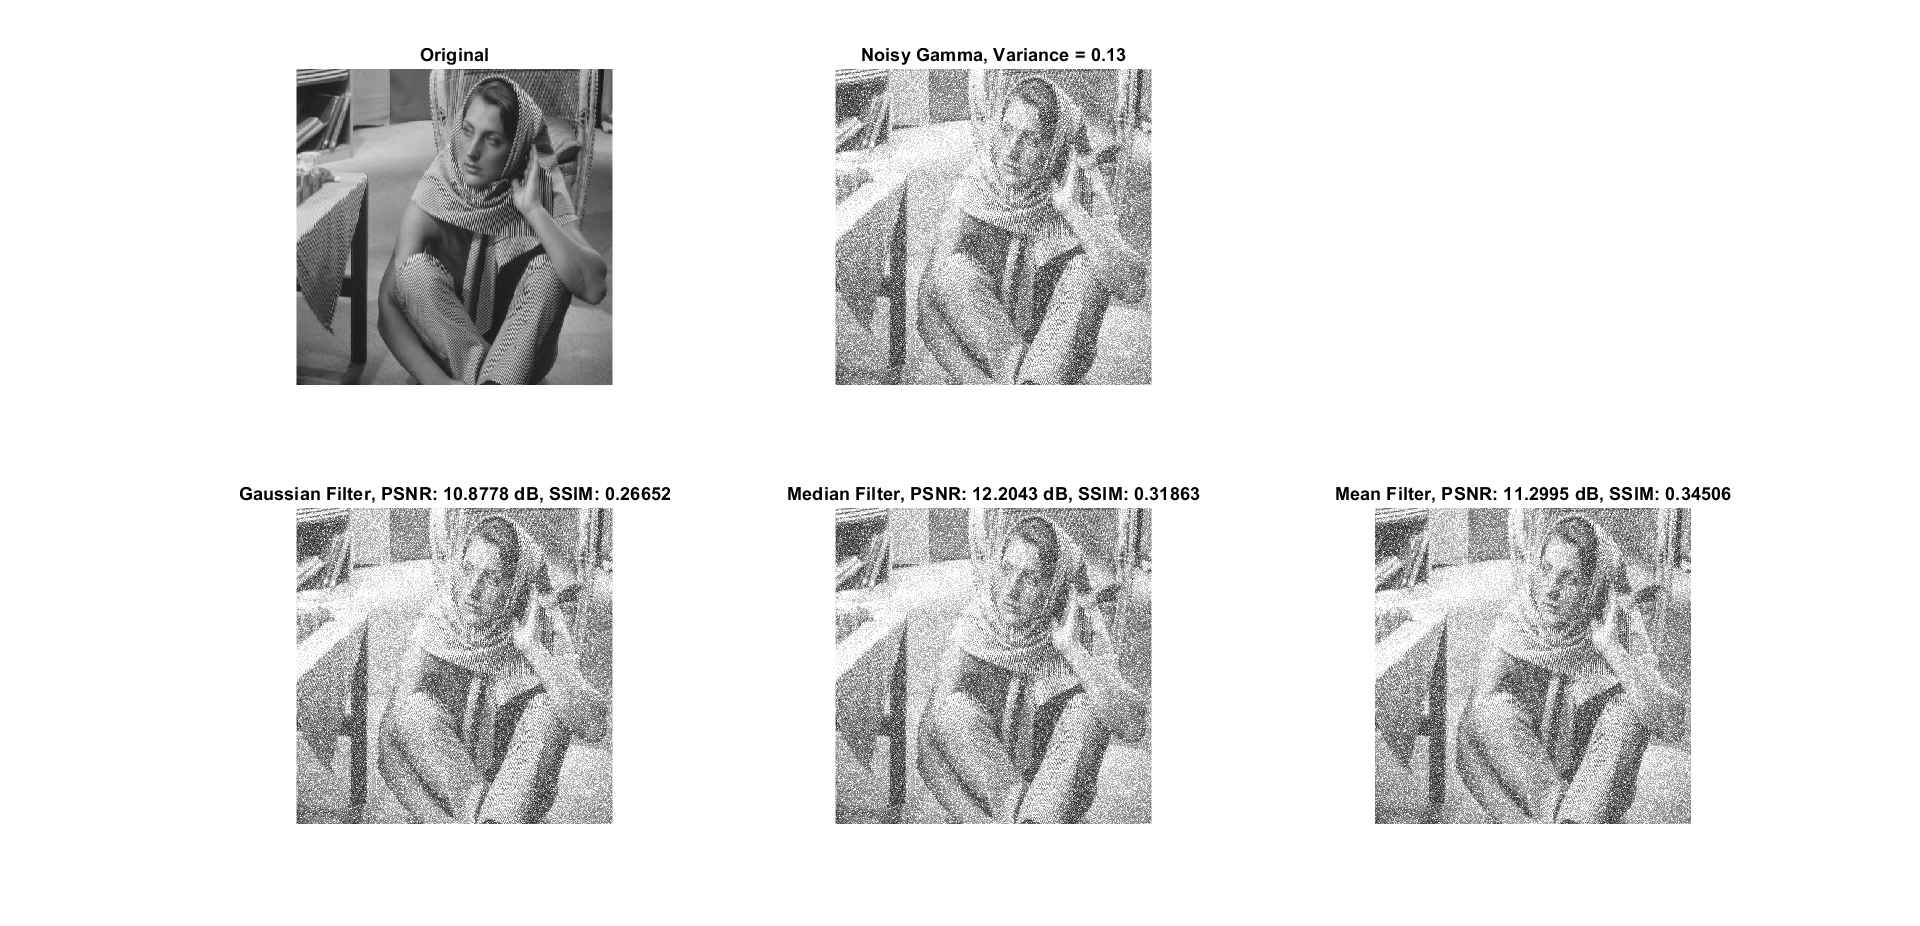 Original
Noisy Gamma, Variance = 0.13
Gaussian Filter, PSNR: 10.8778 dB, SSIM: 0.26652
Median Filter, PSNR: 12.2043 dB, SSIM: 0.31863
Mean Filter, PSNR: 11.2995 dB, SSIM: 0.34506